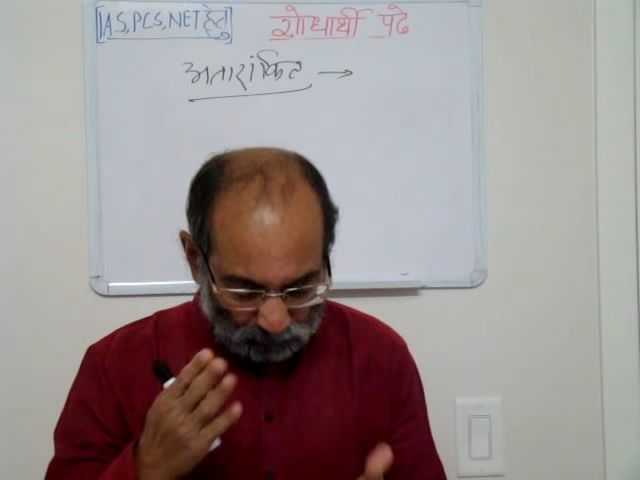 [IAS,PCS,NET हेतु]
शोधार्थी पढे
अतारांकित →